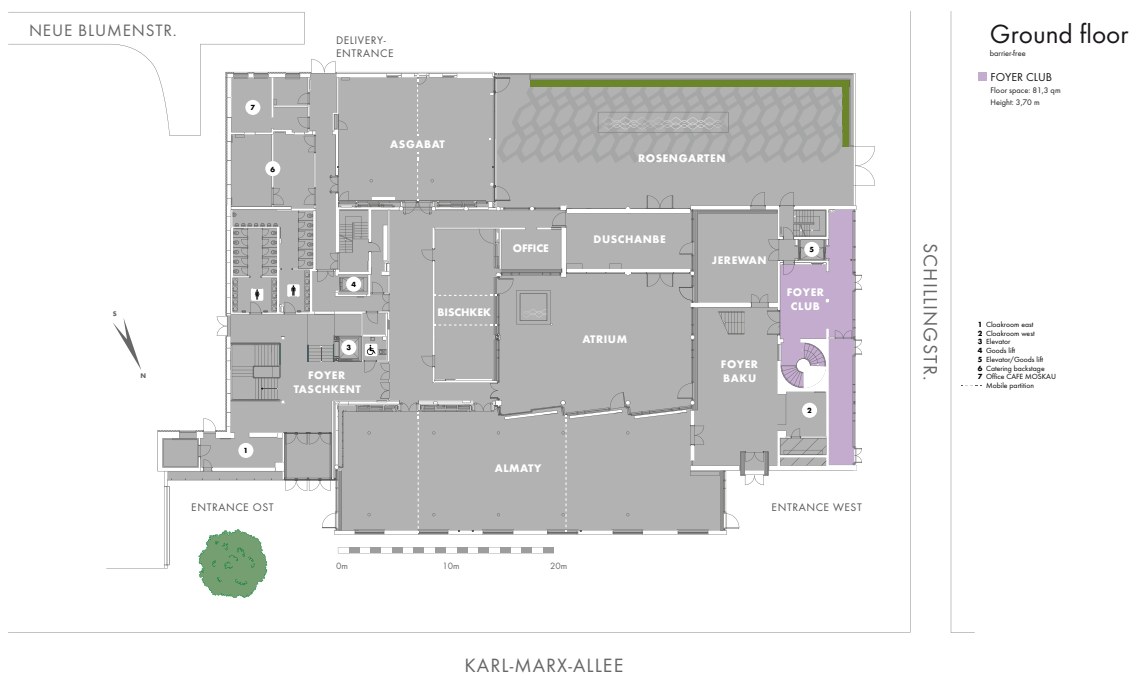 NEUE BLUMENSTR.
DELIVERY-
ENTRANCE
Ground floor
barrier-free
FOYER CLUB
Floor space: 81,3 qm
Height: 3,70 m
7
ASGABAT
ROSENGARTEN
6
OFFICE
DUSCHANBE
JEREWAN
5
4
FOYER
CLUB
BISCHKEK
ATRIUM
SCHILLINGSTR.
S
N
3
FOYER
TASCHKENT
FOYER
BAKU
2
1
ALMATY
1 Cloakroom east
2 Cloakroom west
3 Elevator
4 Goods lift
5 Elevator/Goods lift
6 Catering backstage
7 Office CAFE MOSKAU
Mobile partition
ENTRANCE OST
ENTRANCE WEST
0m 10m 20m
KARL-MARX-ALLEE